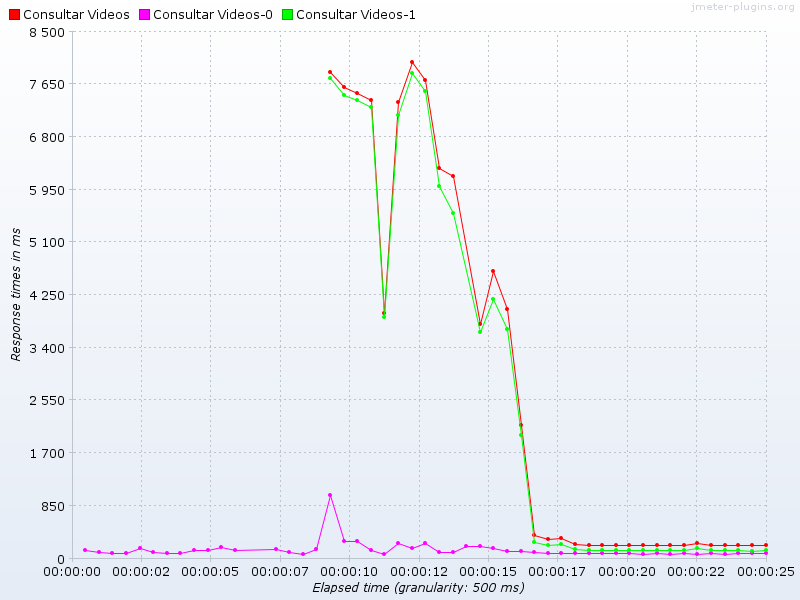 jmeter-plugins.org
Consultar Videos Consultar Videos-0 Consultar Videos-1
8 500
7 650
6 800
5 950
5 100
4 250
3 400
2 550
1 700
850
0
Response times in ms
00:00:00 00:00:02 00:00:05 00:00:07 00:00:10 00:00:12 00:00:15 00:00:17 00:00:20 00:00:22 00:00:25
Elapsed time (granularity: 500 ms)